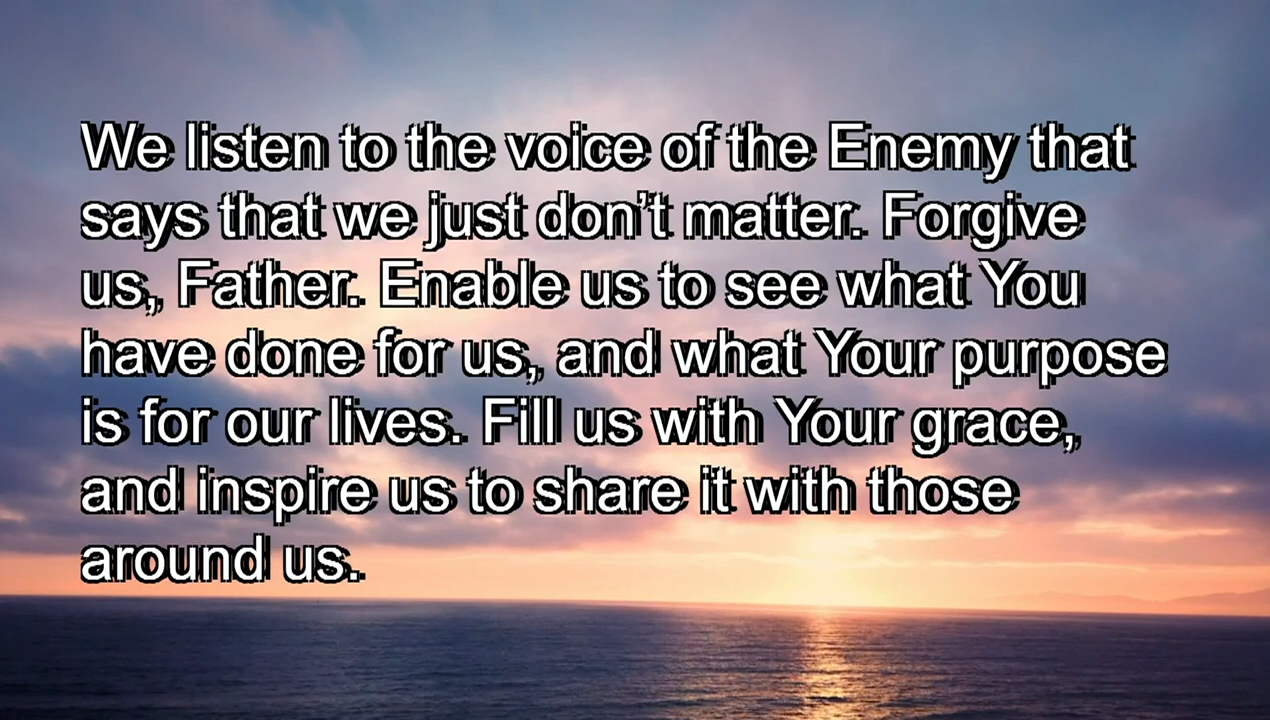 We listen to the voice of the Enemy that
says that we just don’t matter. Forgive
us, Father. Enable us to see what You
have done for us, and what Your purpose
is for our lives. Fill us with Your grace,
and inspire us to share it with those
around us.